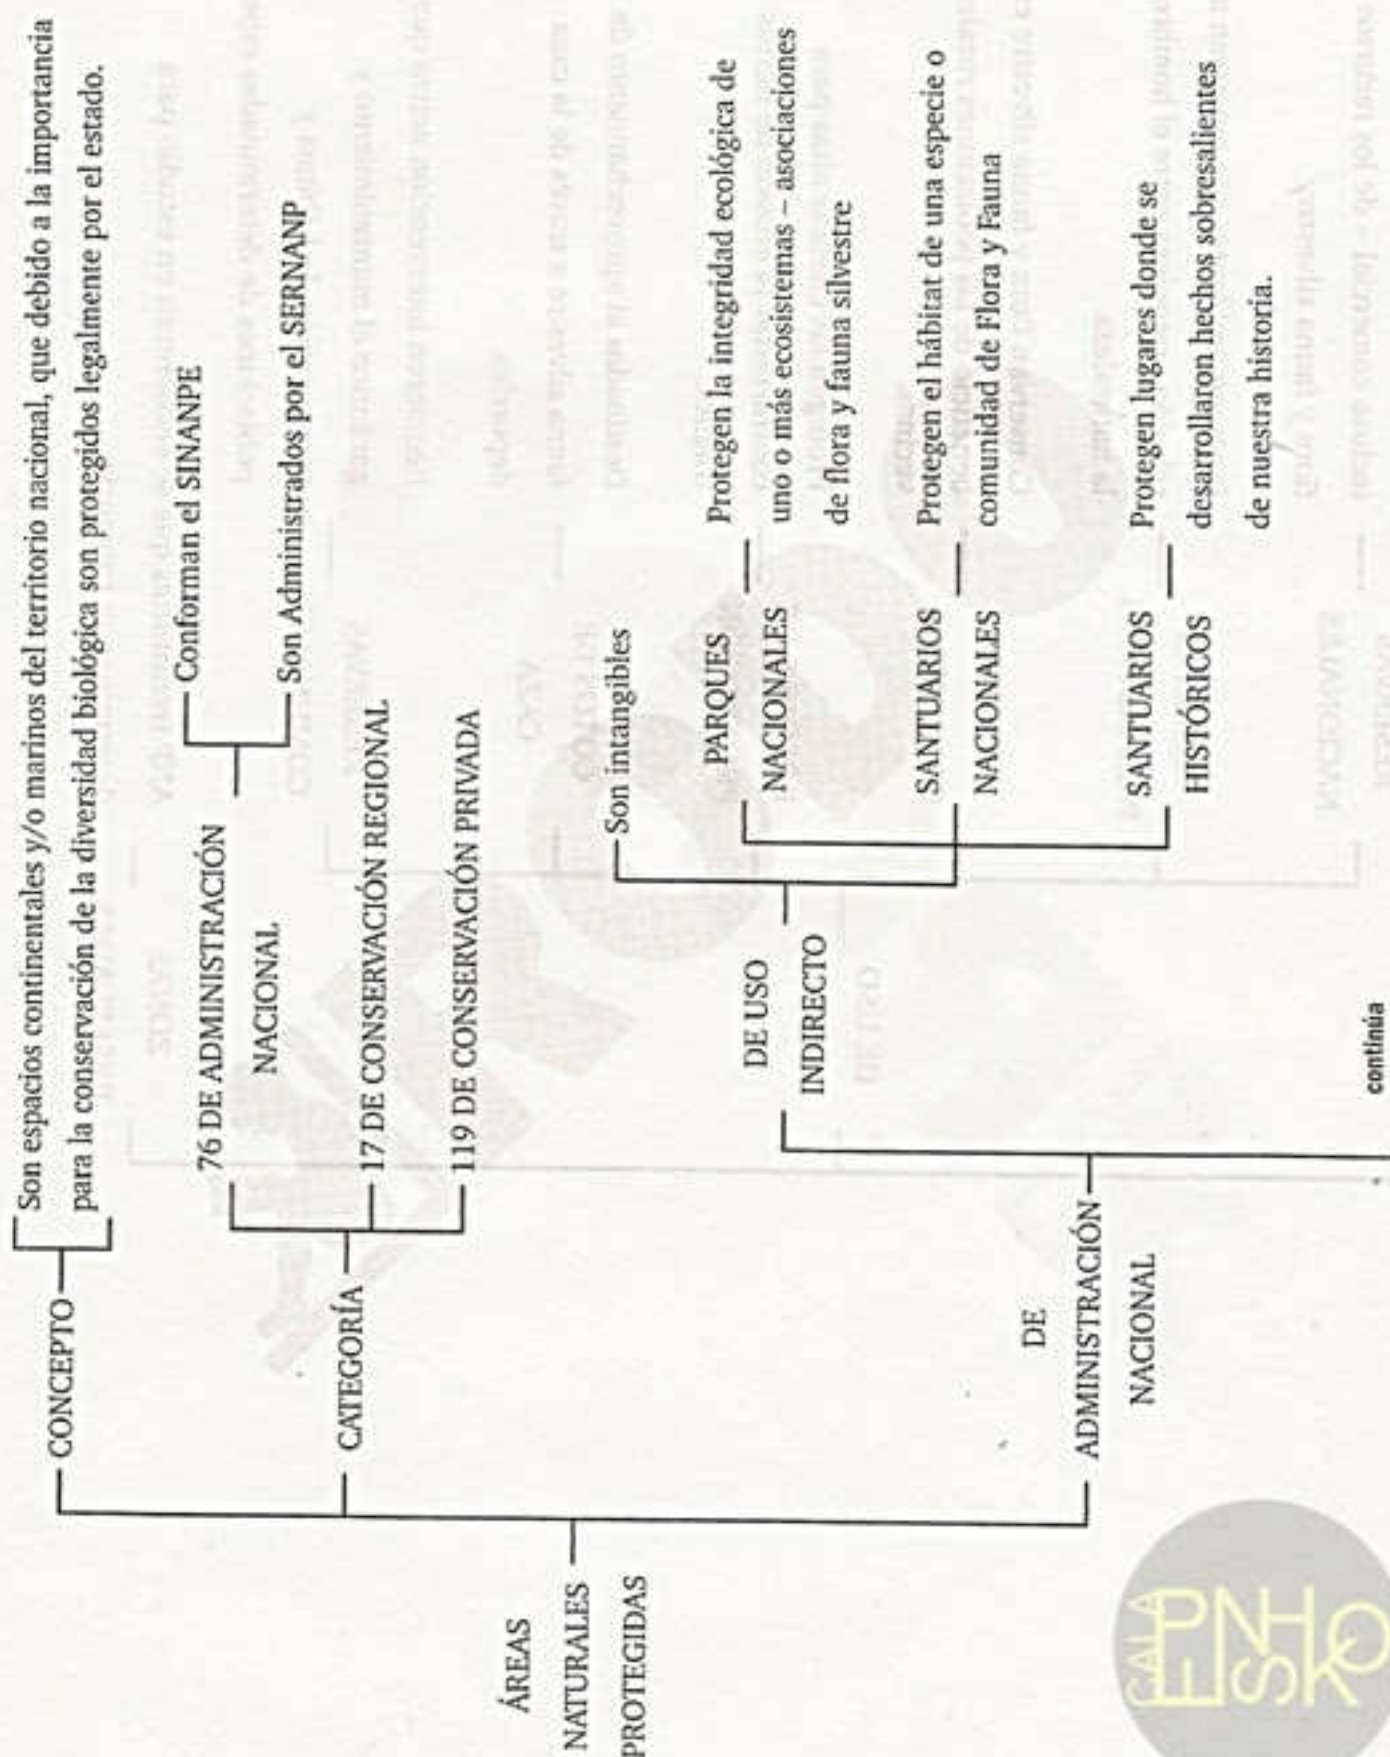 ÁREAS
NATURALES
PROTEGIDAS
CONCEPTO
Son espacios continentales y/o marinos del territorio nacional, que debido a la importancia
para la conservación de la diversidad biológica son protegidos legalmente por el estado.
CATEGORÍA
76 DE ADMINISTRACIÓN
NACIONAL
Conforman el SINANPE
Son Administrados por el SERNANP
17 DE CONSERVACIÓN REGIONAL
119 DE CONSERVACIÓN PRIVADA
DE
ADMINISTRACIÓN
NACIONAL
DE USO
INDIRECTO
Son intangibles
PARQUES
NACIONALES
Protegen la integridad ecológica de
uno o más ecosistemas – asociaciones
de flora y fauna silvestre
SANTUARIOS
NACIONALES
Protegen el hábitat de una especie o
comunidad de Flora y Fauna
SANTUARIOS
HISTÓRICOS
Protegen lugares donde se
desarrollaron hechos sobresalientes
de nuestra historia.
continúa